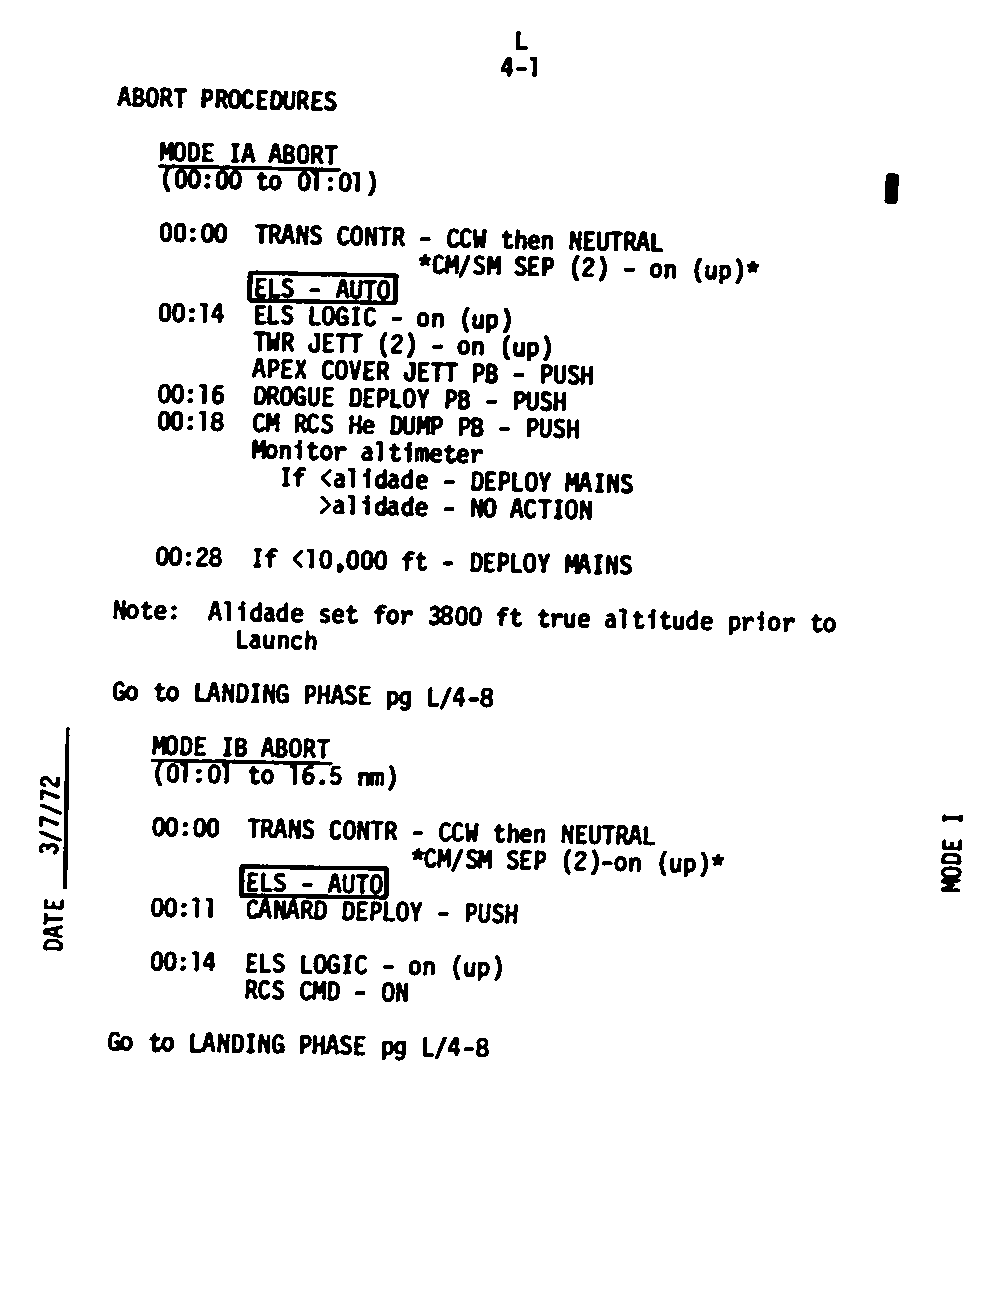 L
4-1
ABORT PROCEDURES
MODE IA ABORT
(00:00 to 01:01)
00:00 TRANS CONTR - CCW then NEUTRAL
*CM/SM SEP (2) - on (up)*
ELS - AUTO
00:14 ELS LOGIC - on (up)
TWR JETT (2) - on (up)
APEX COVER JETT PB - PUSH
00:16 DROGUE DEPLOY PB - PUSH
00:18 CM RCS He DUMP PB - PUSH
Monitor altimeter
If <alidade - DEPLOY MAINS
>alidade - NO ACTION
00:28 If <10,000 ft - DEPLOY MAINS
Note: Alidade set for 3800 ft true altitude prior to
Launch
Go to LANDING PHASE pg L/4-8
MODE IB ABORT
(01:01 to 16.5 nm)
00:00 TRANS CONTR - CCW then NEUTRAL
*CM/SM SEP (2)-on (up)*
ELS - AUTO
00:11 CANARD DEPLOY - PUSH
00:14 ELS LOGIC - on (up)
RCS CMD - ON
Go to LANDING PHASE pg L/4-8
DATE 3/7/72
MODE I